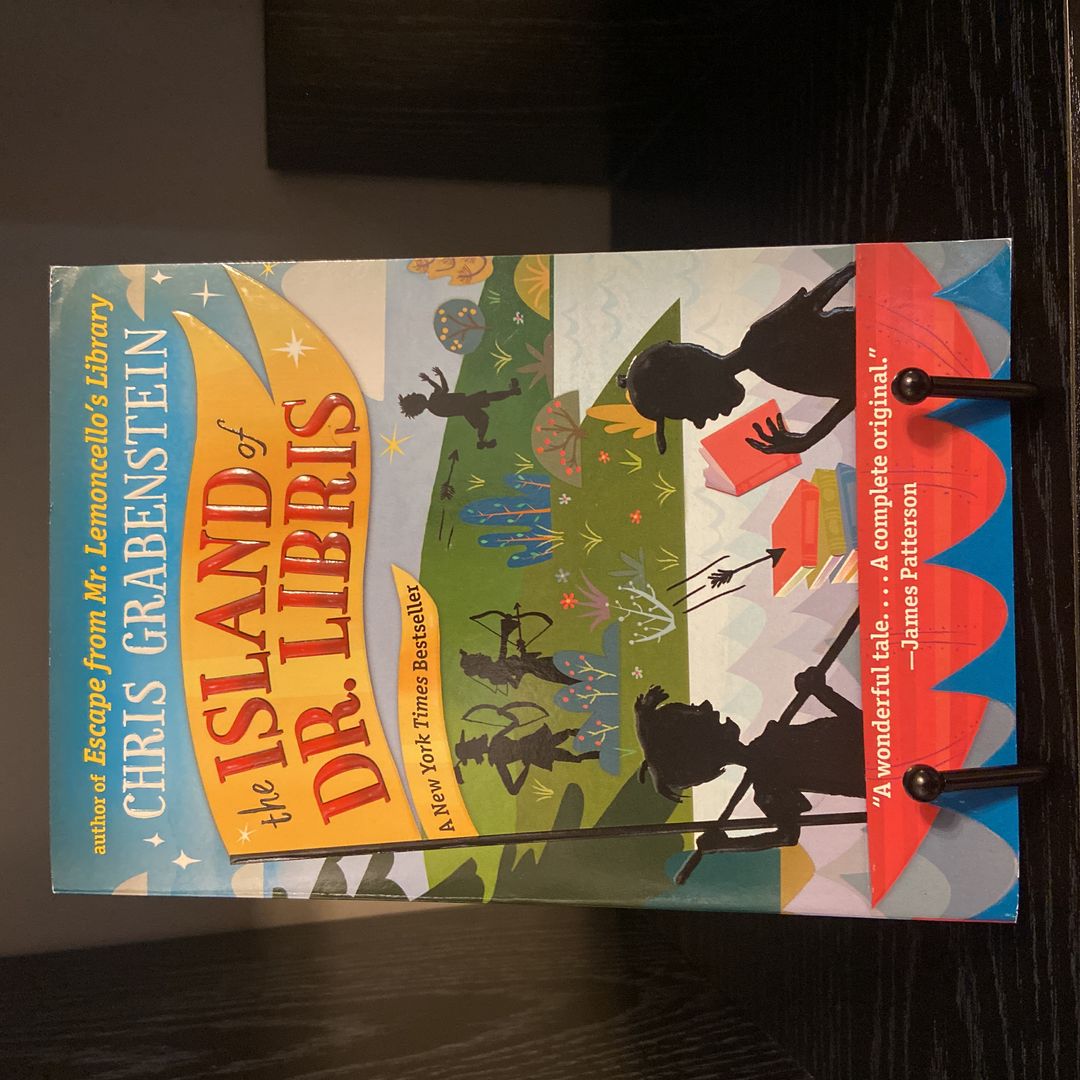 author of Escape from Mr. Lemoncello's Library
CHRIS GRABENSTEIN
the ISLAND of
DR. LIBRIS
A New York Times Bestseller
“A wonderful tale. . . . A complete original.”
—James Patterson